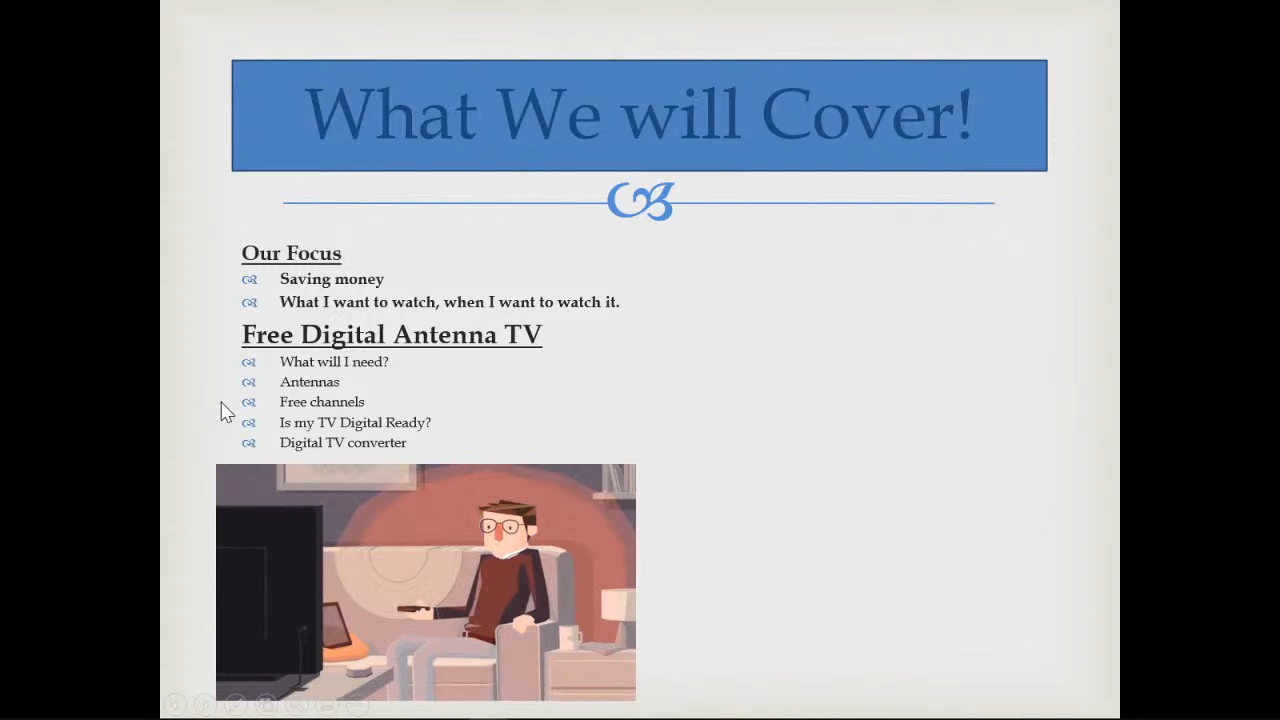 What We will Cover!
Our Focus
Saving money
What I want to watch, when I want to watch it.
Free Digital Antenna TV
What will I need?
Antennas
Free channels
Is my TV Digital Ready?
Digital TV converter